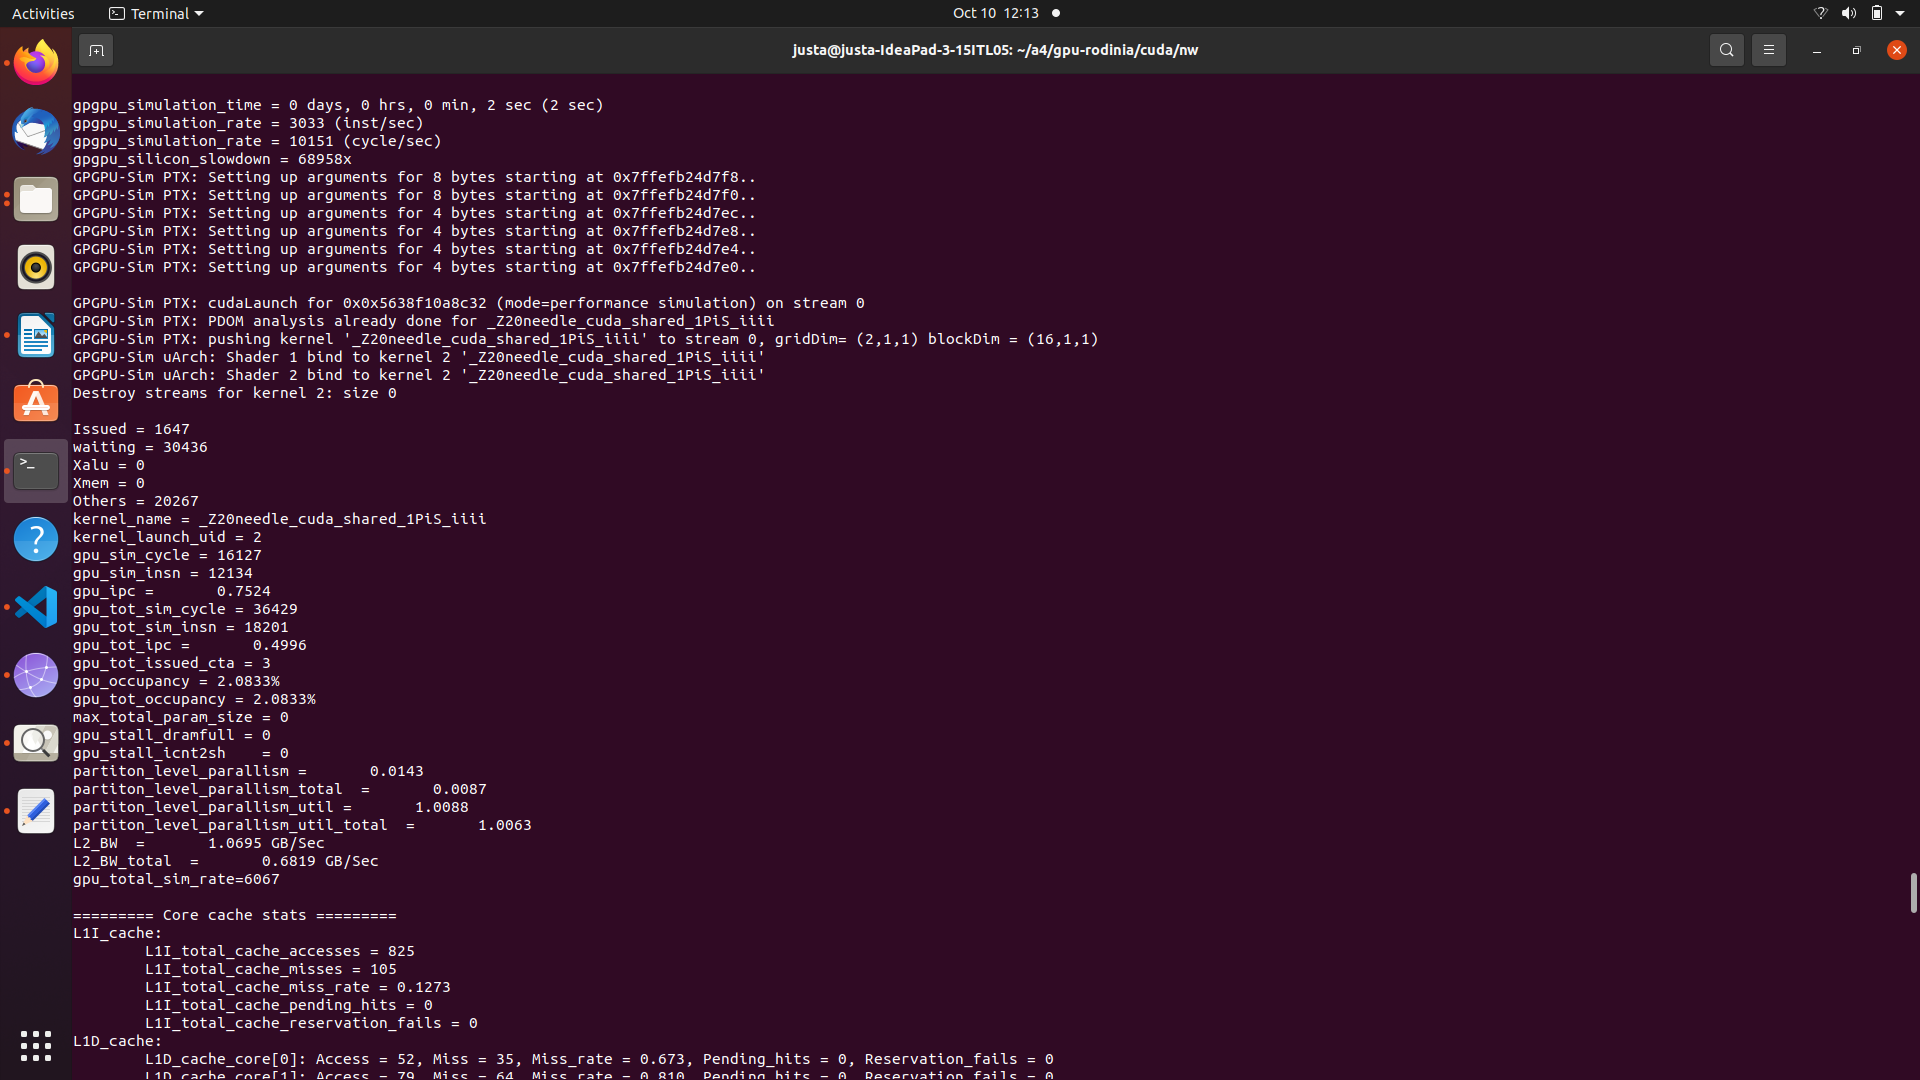 Activities
Terminal
Oct 10 12:13
justa@justa-IdeaPad-3-15ITL05: ~/a4/gpu-rodinia/cuda/nw
gpgpu_simulation_time = 0 days, 0 hrs, 0 min, 2 sec (2 sec)
gpgpu_simulation_rate = 3033 (inst/sec)
gpgpu_simulation_rate = 10151 (cycle/sec)
gpgpu_silicon_slowdown = 68958x
GPGPU-Sim PTX: Setting up arguments for 8 bytes starting at 0x7ffefb24d7f8..
GPGPU-Sim PTX: Setting up arguments for 8 bytes starting at 0x7ffefb24d7f0..
GPGPU-Sim PTX: Setting up arguments for 4 bytes starting at 0x7ffefb24d7ec..
GPGPU-Sim PTX: Setting up arguments for 4 bytes starting at 0x7ffefb24d7e8..
GPGPU-Sim PTX: Setting up arguments for 4 bytes starting at 0x7ffefb24d7e4..
GPGPU-Sim PTX: Setting up arguments for 4 bytes starting at 0x7ffefb24d7e0..
GPGPU-Sim PTX: cudaLaunch for 0x0x5638f10a8c32 (mode=performance simulation) on stream 0
GPGPU-Sim PTX: PDOM analysis already done for _Z20needle_cuda_shared_1PiS_iiii
GPGPU-Sim PTX: pushing kernel '_Z20needle_cuda_shared_1PiS_iiii' to stream 0, gridDim= (2,1,1) blockDim = (16,1,1)
GPGPU-Sim uArch: Shader 1 bind to kernel 2 '_Z20needle_cuda_shared_1PiS_iiii'
GPGPU-Sim uArch: Shader 2 bind to kernel 2 '_Z20needle_cuda_shared_1PiS_iiii'
Destroy streams for kernel 2: size 0
Issued = 1647
waiting = 30436
Xalu = 0
Xmem = 0
Others = 20267
kernel_name = _Z20needle_cuda_shared_1PiS_iiii
kernel_launch_uid = 2
gpu_sim_cycle = 16127
gpu_sim_insn = 12134
gpu_ipc =       0.7524
gpu_tot_sim_cycle = 36429
gpu_tot_sim_insn = 18201
gpu_tot_ipc =       0.4996
gpu_tot_issued_cta = 3
gpu_occupancy = 2.0833%
gpu_tot_occupancy = 2.0833%
max_total_param_size = 0
gpu_stall_dramfull = 0
gpu_stall_icnt2sh    = 0
partiton_level_parallism =       0.0143
partiton_level_parallism_total  =       0.0087
partiton_level_parallism_util =       1.0088
partiton_level_parallism_util_total  =       1.0063
L2_BW  =       1.0695 GB/Sec
L2_BW_total  =       0.6819 GB/Sec
gpu_total_sim_rate=6067
========= Core cache stats =========
L1I_cache:
L1I_total_cache_accesses = 825
L1I_total_cache_misses = 105
L1I_total_cache_miss_rate = 0.1273
L1I_total_cache_pending_hits = 0
L1I_total_cache_reservation_fails = 0
L1D_cache:
L1D_cache_core[0]: Access = 52, Miss = 35, Miss_rate = 0.673, Pending_hits = 0, Reservation_fails = 0
L1D_cache_core[1]: Access = 79, Miss = 64, Miss_rate = 0.810, Pending_hits = 0, Reservation_fails = 0